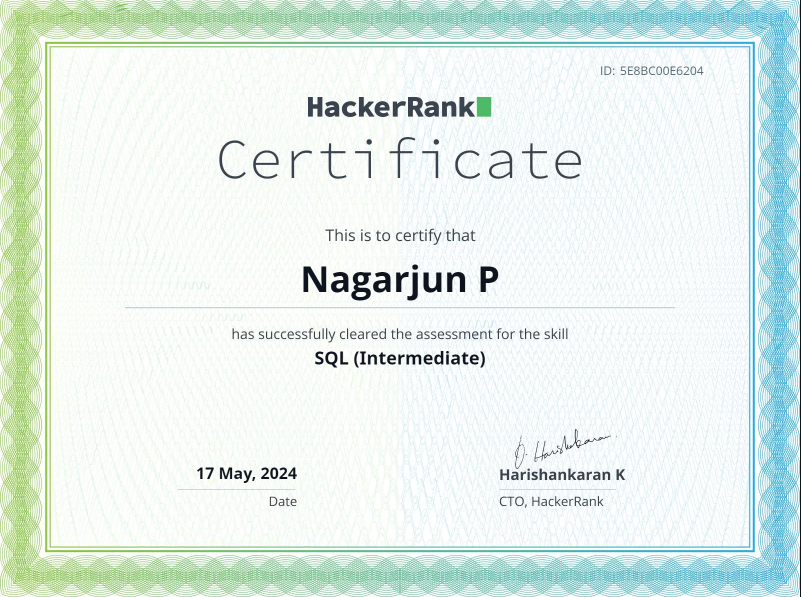 ID: 5E8BC00E6204
HackerRank
Certificate
This is to certify that
Nagarjun P
has successfully cleared the assessment for the skill
SQL (Intermediate)
17 May, 2024
Date
D. Harishankaran.
Harishankaran K
CTO, HackerRank